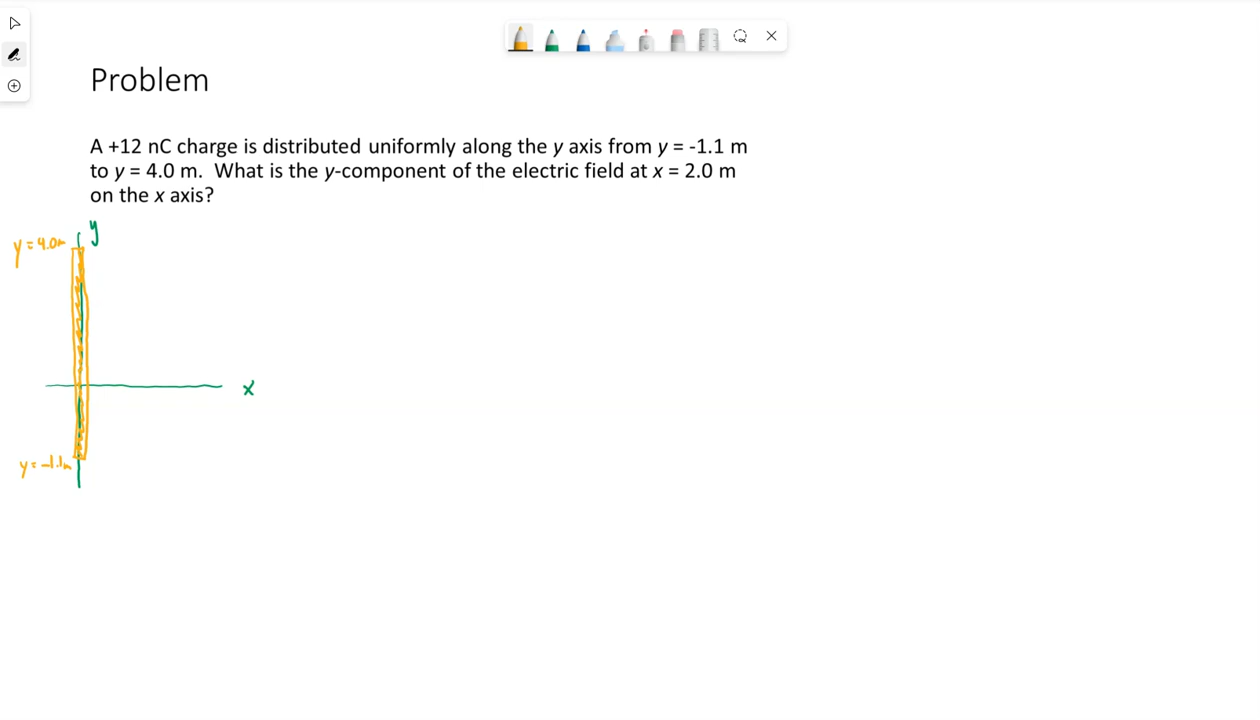 Problem
A +12 nC charge is distributed uniformly along the y axis from y = -1.1 m
to y = 4.0 m. What is the y-component of the electric field at x = 2.0 m
on the x axis?
y
y = 4.0m
x
y = -1.1m